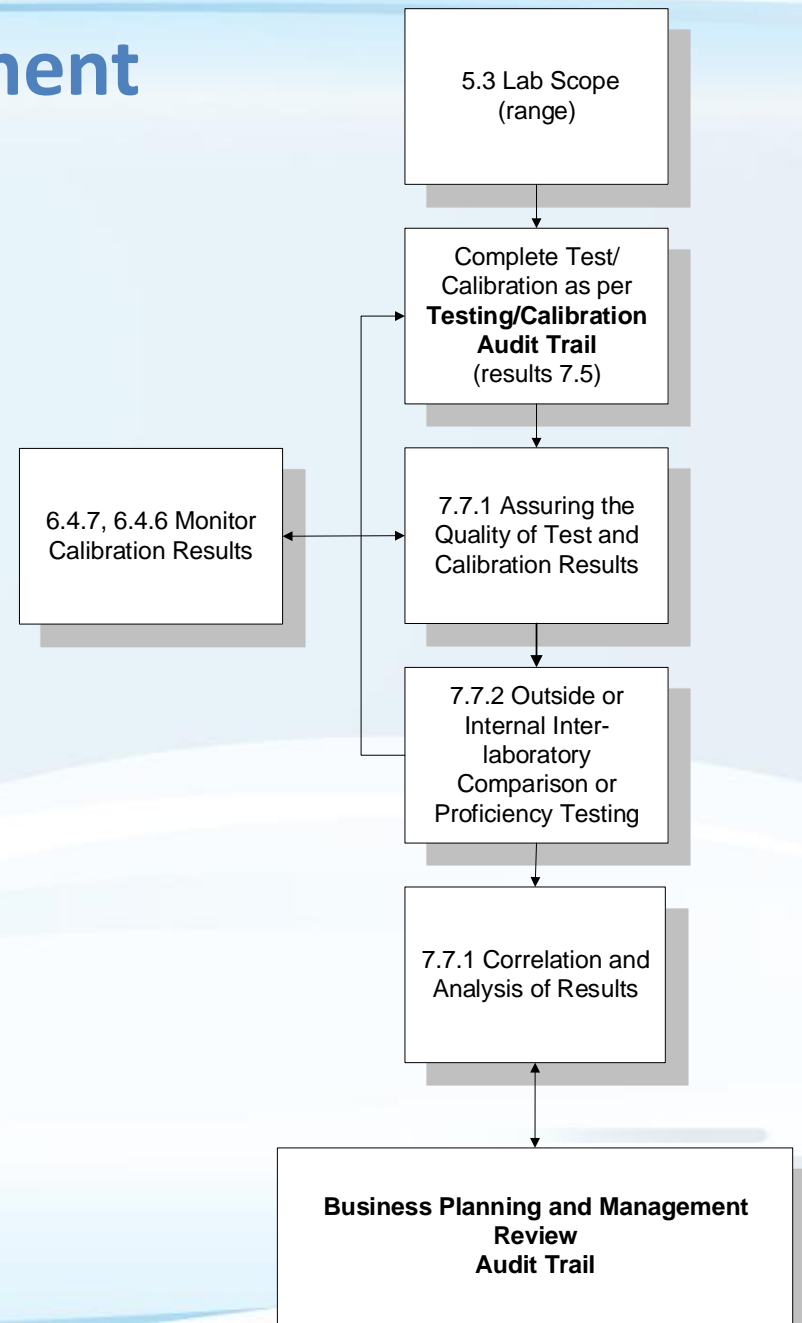 ment
5.3 Lab Scope
(range)
Complete Test/
Calibration as per
Testing/Calibration
Audit Trail
(results 7.5)
6.4.7, 6.4.6 Monitor
Calibration Results
7.7.1 Assuring the
Quality of Test and
Calibration Results
7.7.2 Outside or
Internal Inter-
laboratory
Comparison or
Proficiency Testing
7.7.1 Correlation and
Analysis of Results
Business Planning and Management
Review
Audit Trail